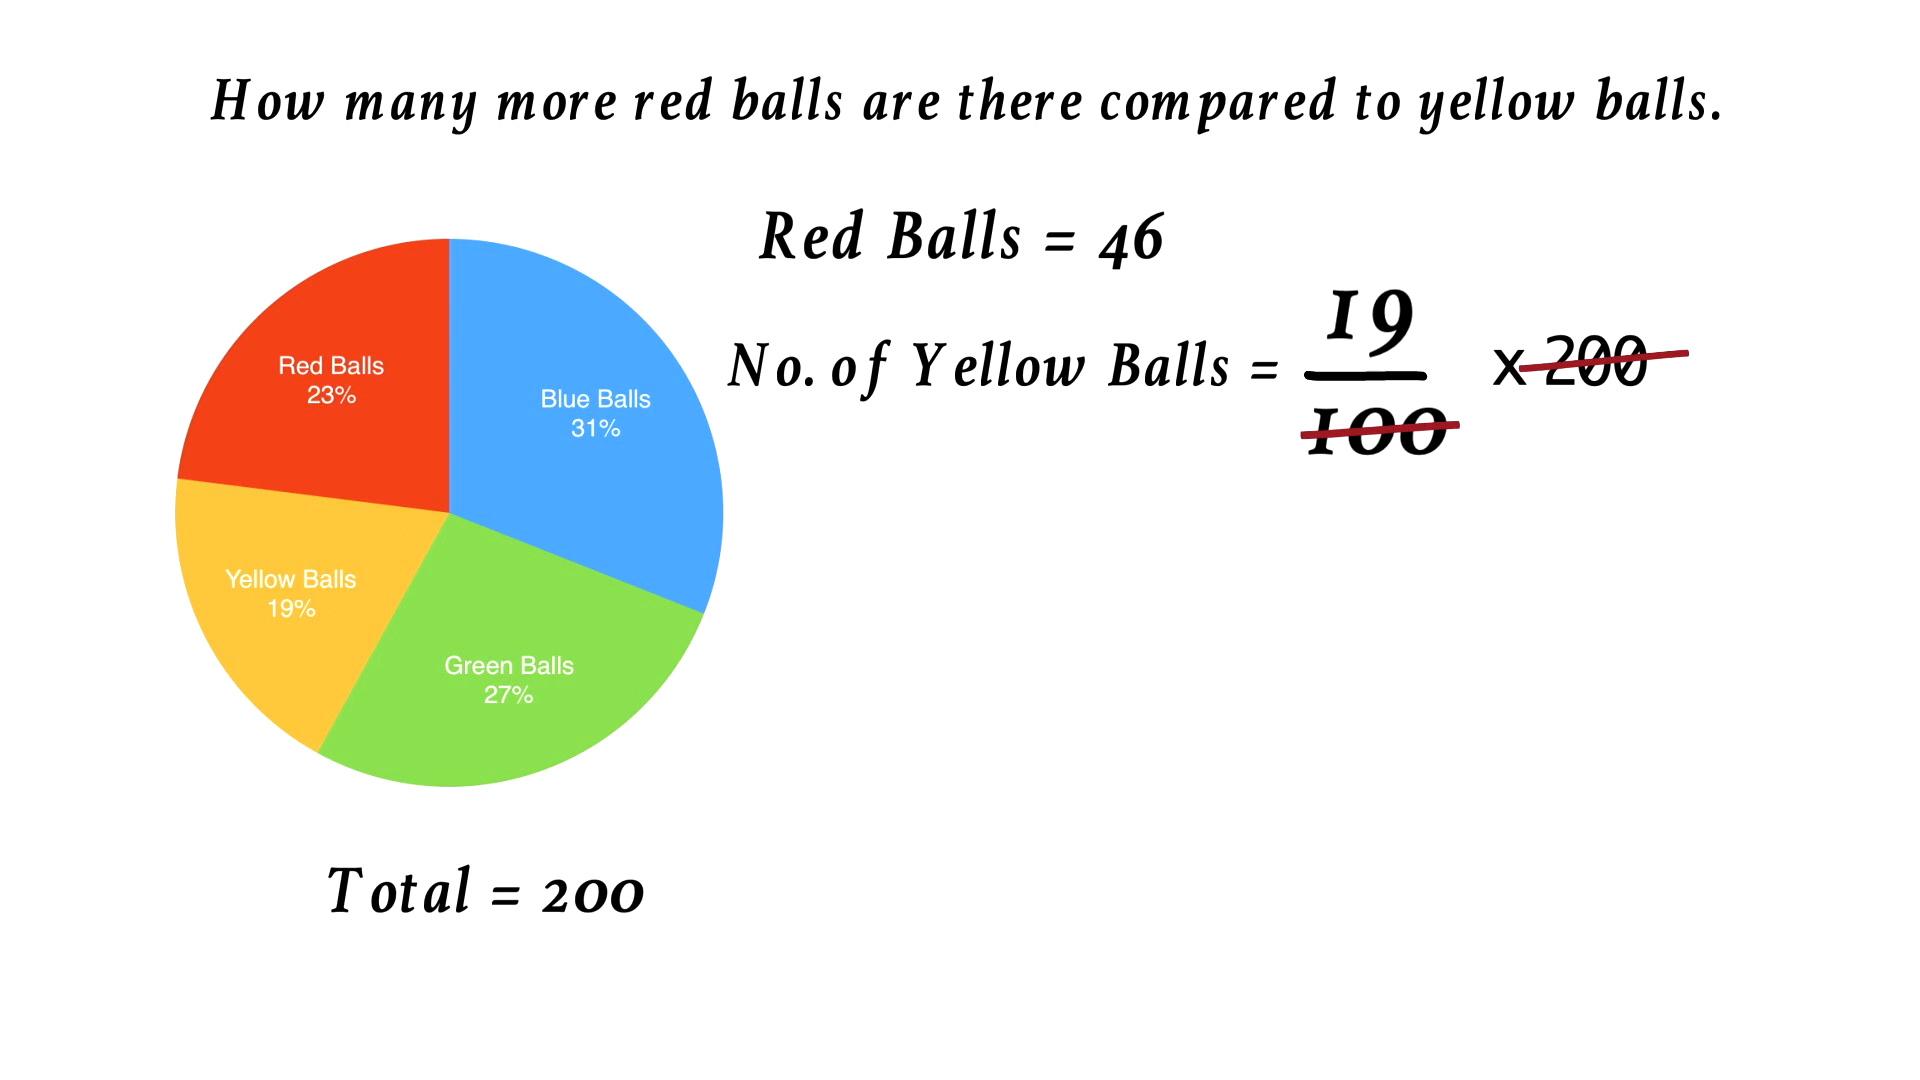 How many more red balls are there compared to yellow balls.
Red Balls = 46
No. of Yellow Balls = 19
100
x 200
Red Balls
23%
Blue Balls
31%
Yellow Balls
19%
Green Balls
27%
Total = 200